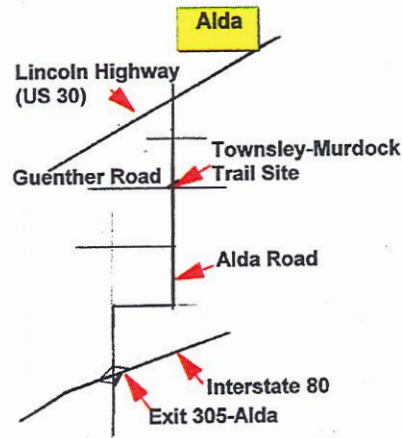 Alda
Lincoln Highway
(US 30)
Townsley-Murdock
Trail Site
Guenther Road
Alda Road
Interstate 80
Exit 305-Alda